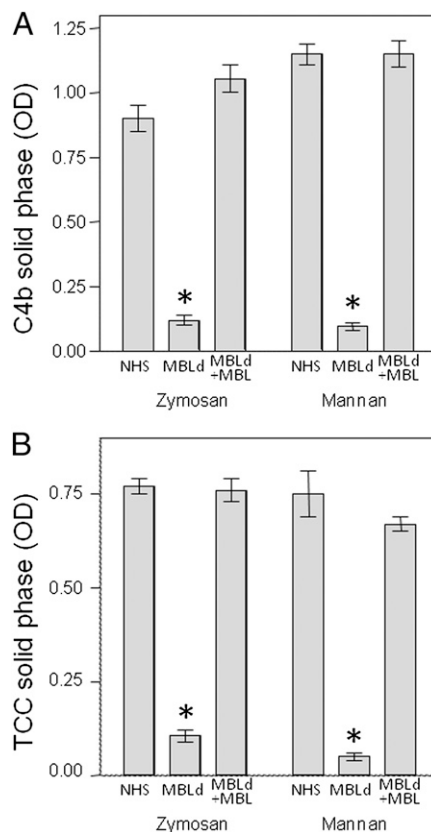 A
C4b solid phase (OD)
1.25
1.00
0.75
0.50
0.25
0.00
*
*
NHS MBLd MBLd +MBL NHS MBLd MBLd +MBL
Zymosan Mannan
B
TCC solid phase (OD)
0.75
0.50
0.25
0.00
*
*
NHS MBLd MBLd +MBL NHS MBLd MBLd +MBL
Zymosan Mannan